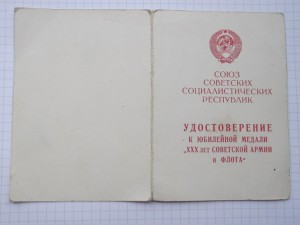 СОЮЗ
СОВЕТСКИХ
СОЦИАЛИСТИЧЕСКИХ
РЕСПУБЛИК
УДОСТОВЕРЕНИЕ
К ЮБИЛЕЙНОЙ МЕДАЛИ
„XXX лет СОВЕТСКОЙ АРМИИ
и ФЛОТА“